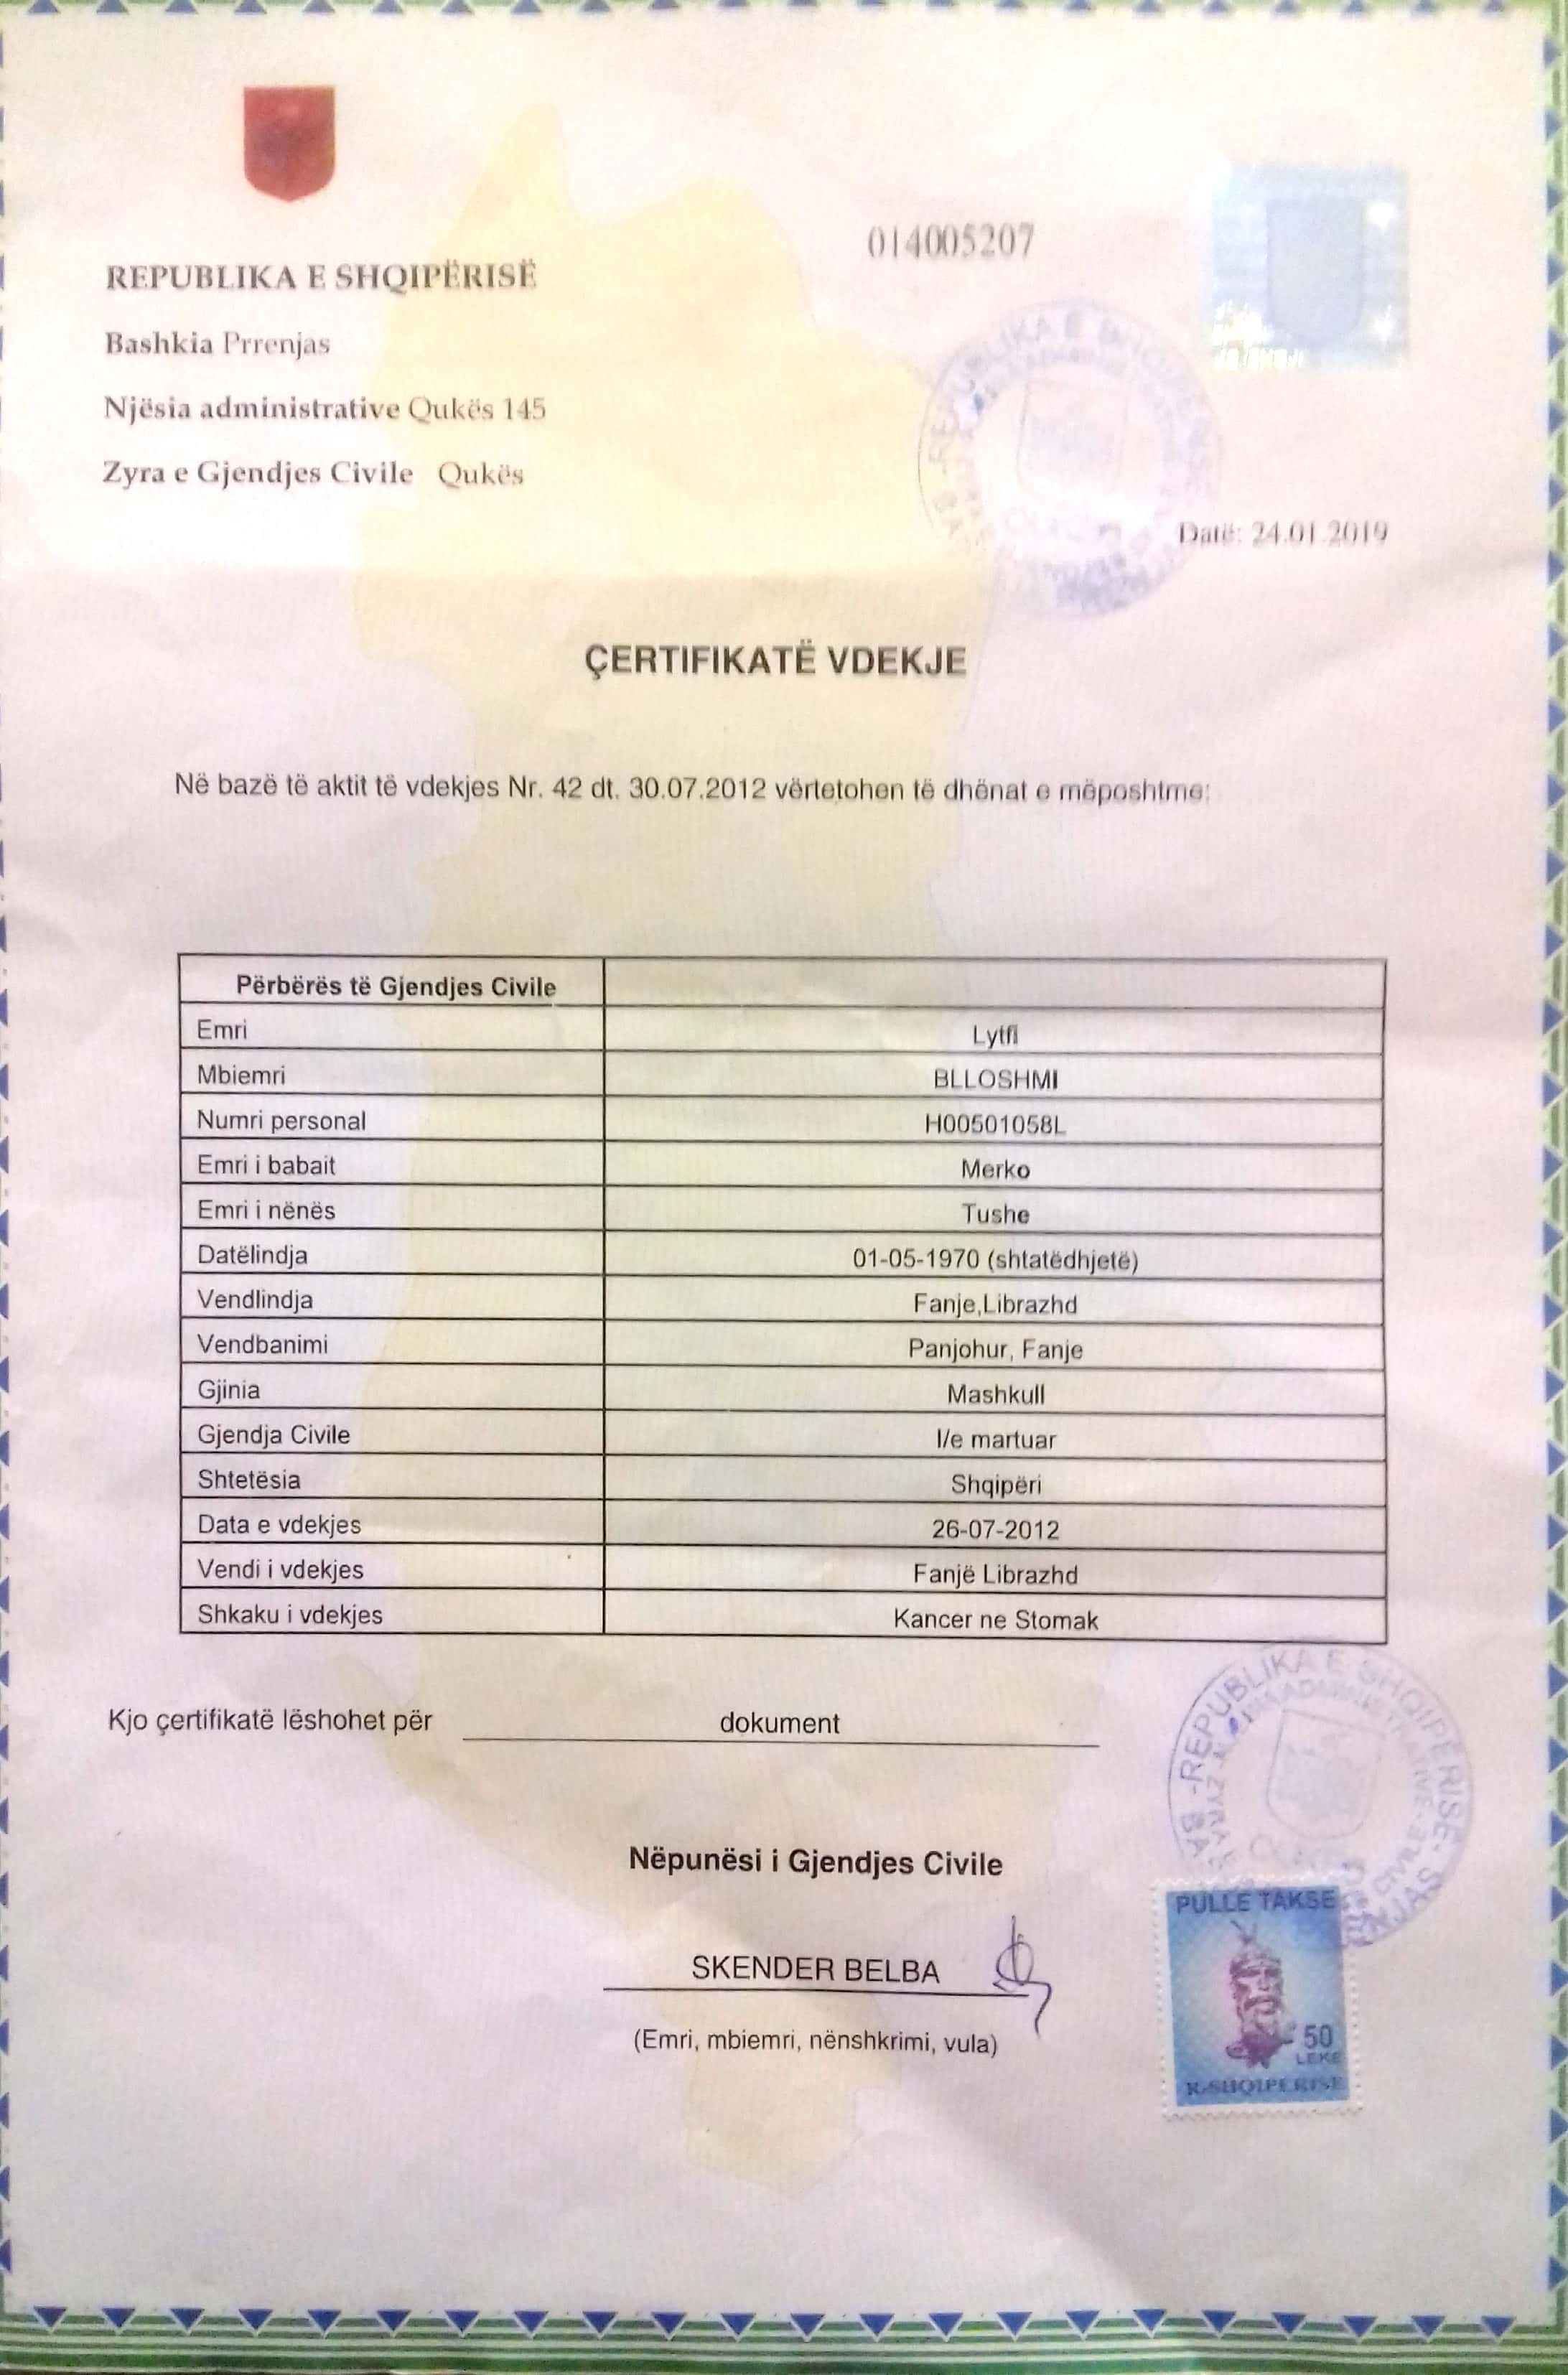 014005207
REPUBLIKA E SHQIPËRISË
Bashkia Prrenjas
Njësia administrative Qukës 145
Zyra e Gjendjes Civile Qukës
Datë: 24.01.2019
ÇERTIFIKATË VDEKJE
Në bazë të aktit të vdekjes Nr. 42 dt. 30.07.2012 vërtetohen të dhënat e mëposhtme:
Përbërës të Gjendjes Civile
Emri Lytfi
Mbiemri BLLOSHMI
Numri personal H00501058L
Emri i babait Merko
Emri i nënës Tushe
Datëlindja 01-05-1970 (shtatëdhjetë)
Vendlindja Fanje,Librazhd
Vendbanimi Panjohur, Fanje
Gjinia Mashkull
Gjendja Civile I/e martuar
Shtetësia Shqipëri
Data e vdekjes 26-07-2012
Vendi i vdekjes Fanjë Librazhd
Shkaku i vdekjes Kancer ne Stomak
Kjo çertifikatë lëshohet për dokument
REPUBLIKA E SHQIPERISE
Nëpunësi i Gjendjes Civile
SKENDER BELBA
(Emri, mbiemri, nënshkrimi, vula)
PULLE TAKSE
50
LEKE
R.SHQIPERISE